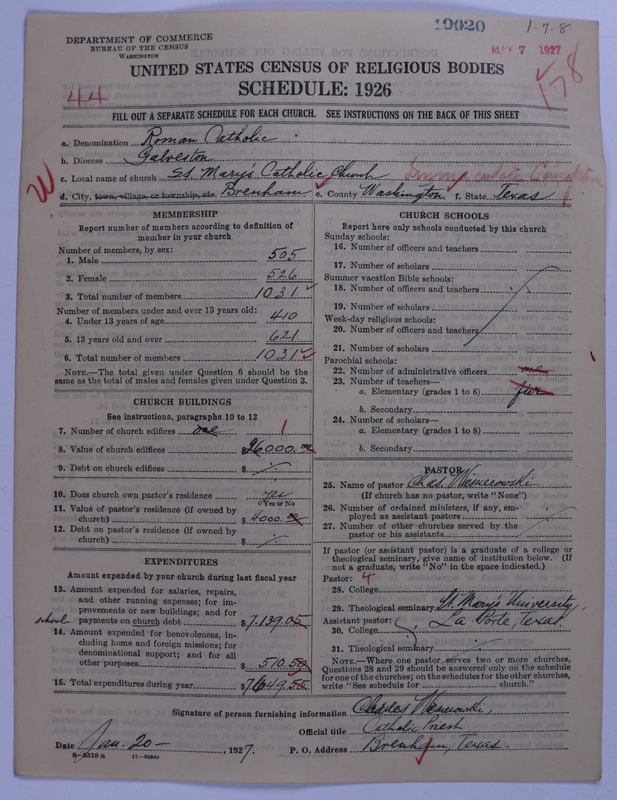 19020
1-7-8
DEPARTMENT OF COMMERCE
BUREAU OF THE CENSUS
WASHINGTON
MAY 7 1927
178
UNITED STATES CENSUS OF RELIGIOUS BODIES
44
SCHEDULE: 1926
FILL OUT A SEPARATE SCHEDULE FOR EACH CHURCH. SEE INSTRUCTIONS ON THE BACK OF THIS SHEET
a. Denomination Roman Catholic
b. Diocese Galveston
c. Local name of church St. Mary's Catholic Church
W
d. City, town, village, or township, etc. Brenham e. County Washington f. State Texas
MEMBERSHIP
Report number of members according to definition of
member in your church
Number of members, by sex:
1. Male 505
2. Female 526
3. Total number of members 1031
Number of members under and over 13 years old:
4. Under 13 years of age 410
5. 13 years old and over 621
6. Total number of members 1031
NOTE.—The total given under Question 6 should be
same as the total of males and females given under Question 3.
CHURCH BUILDINGS
See instructions, paragraphs 10 to 12
7. Number of church edifices one 1
8. Value of church edifices $26000.00
9. Debt on church edifices $
10. Does church own pastor's residence yes
Yes or No
11. Value of pastor's residence (if owned by
church) $4000.00
12. Debt on pastor's residence (if owned by
church) $
EXPENDITURES
Amount expended by your church during last fiscal year
13. Amount expended for salaries, repairs,
and other running expenses; for im-
provements or new buildings; and for
school payments on church debt $7.139.05
14. Amount expended for benevolences, in-
cluding home and foreign missions; for
denominational support; and for all
other purposes $510.50
15. Total expenditures during year $7649.55
CHURCH SCHOOLS
Report here only schools conducted by this church
Sunday schools:
16. Number of officers and teachers
17. Number of scholars
Summer vacation Bible schools:
18. Number of officers and teachers
19. Number of scholars
Week-day religious schools:
20. Number of officers and teachers
21. Number of scholars
Parochial schools:
22. Number of administrative officers one
23. Number of teachers—
a. Elementary (grades 1 to 8)
b. Secondary
24. Number of scholars—
a. Elementary (grades 1 to 8)
b. Secondary
PASTOR
25. Name of pastor Chas. Weisnerowski
(If church has no pastor, write "None")
26. Number of ordained ministers, if any, em-
ployed as assistant pastors
27. Number of other churches served by the
pastor or his assistants
If pastor (or assistant pastor) is a graduate of a college or
theological seminary, give name of institution below. (If
not a graduate, write "No" in the space indicated.)
Pastor: 4
28. College
29. Theological seminary St. Mary's University,
Assistant pastor: La Porte, Texas
30. College
31. Theological seminary
NOTE.—Where one pastor serves two or more churches,
Questions 28 and 29 should be answered only on the schedule
for one of the churches; on the schedules for the other churches,
write "See schedule for church."
Signature of person furnishing information Charles Weisnerowski,
Official title Catholic Priest
Date Jan. 20 – , 1927. P. O. Address Brenham, Texas.
8-5518a 11-9584